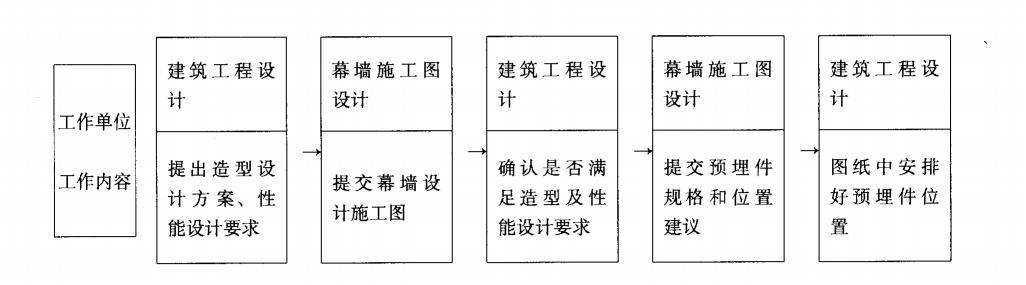 工作单位
工作内容
建筑工程设
计
提出造型设
计方案、性
能设计要求
→
幕墙施工图
设计
提交幕墙设
计施工图
→
建筑工程设
计
确认是否满
足造型及性
能设计要求
→
幕墙施工图
设计
提交预埋件
规格和位置
建议
→
建筑工程设
计
图纸中安排
好预埋件位
置